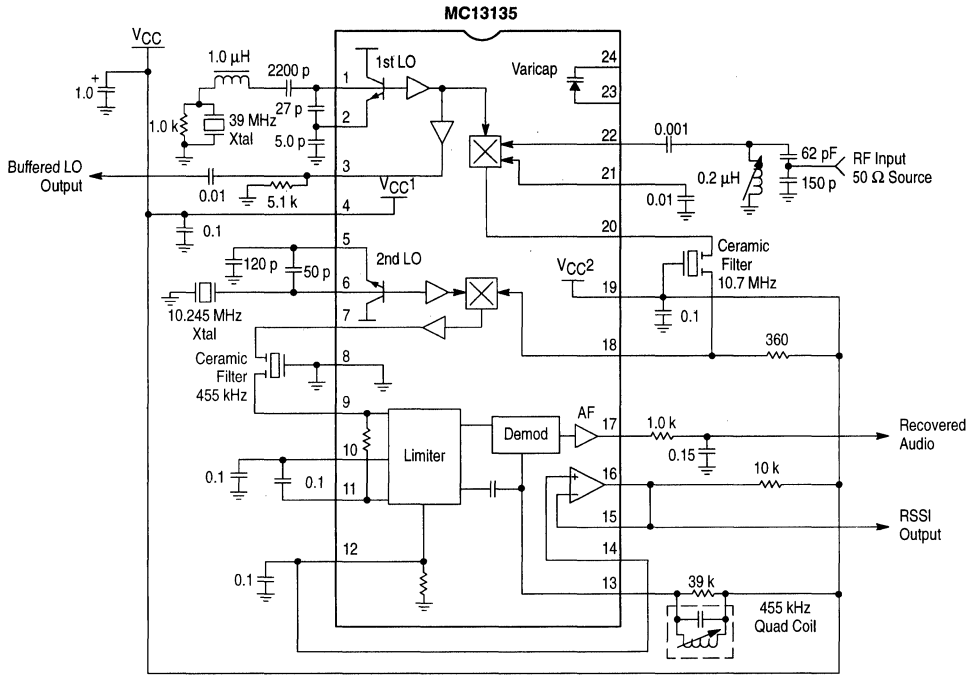 MC13135
VCC
1.0 µH
2200 p
1
1st LO
24
Varicap
+
1.0
27 p
23
1.0 k
39 MHz
Xtal
5.0 p
2
22
0.001
62 pF
RF Input
50 Ω Source
Buffered LO
Output
3
21
0.2 µH
150 p
0.01
5.1 k
VCC1
0.01
4
20
0.1
5
Ceramic
Filter
10.7 MHz
120 p
50 p
2nd LO
VCC2
6
19
10.245 MHz
Xtal
0.1
7
360
Ceramic
Filter
455 kHz
8
18
9
AF
17
1.0 k
Recovered
Audio
Demod
0.15
10
Limiter
16
10 k
0.1
0.1
+
–
11
15
RSSI
Output
12
14
0.1
13
39 k
455 kHz
Quad Coil